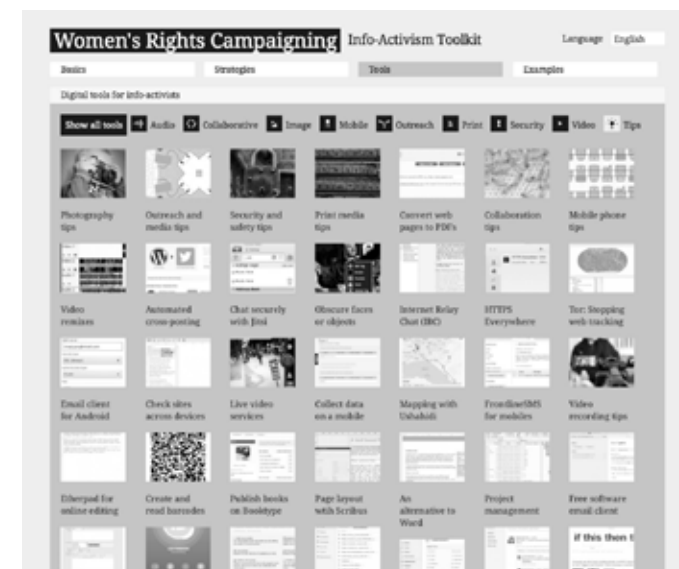 Women's Rights Campaigning Info-Activism Toolkit Language English
Basics Strategies Tools Examples
Digital tools for info-activists
Show all tools Audio Collaborative Image Mobile Outreach Print Security Video Tips
Photography tips
Outreach and media tips
Security and safety tips
Print media tips
Convert web pages to PDFs
Collaboration tips
Mobile phone tips
Video remixes
Automated cross-posting
Chat securely with Jitsi
Obscure faces or objects
Internet Relay Chat (IRC)
HTTPS Everywhere
Tor: Stopping web tracking
Email client for Android
Check sites across devices
Live video services
Collect data on a mobile
Mapping with Ushahidi
FrontlineSMS for mobiles
Video recording tips
Etherpad for online editing
Create and read barcodes
Publish books on Booktype
Page layout with Scribus
An alternative to Word
Project management
Free software email client
if this then t